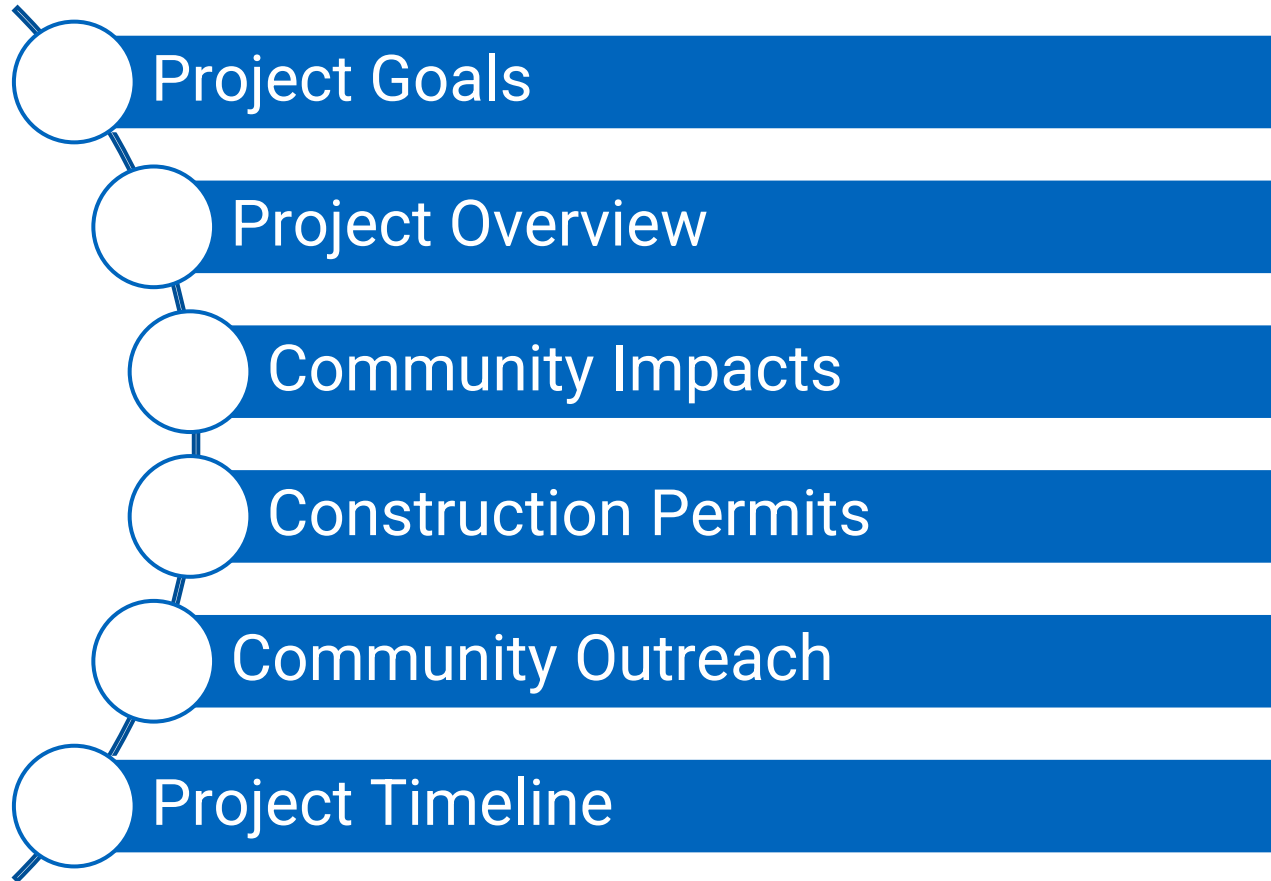 Project Goals
Project Overview
Community Impacts
Construction Permits
Community Outreach
Project Timeline